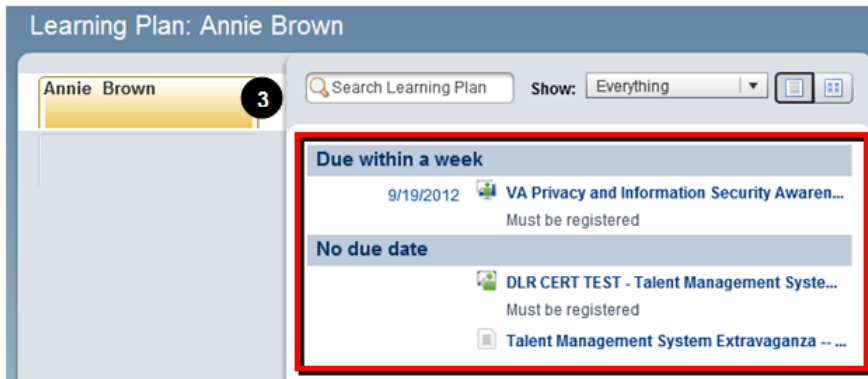 Learning Plan: Annie Brown
Annie Brown
3
Search Learning Plan Show: Everything
Due within a week
9/19/2012 VA Privacy and Information Security Awaren...
Must be registered
No due date
DLR CERT TEST - Talent Management Syste...
Must be registered
Talent Management System Extravaganza -- ...